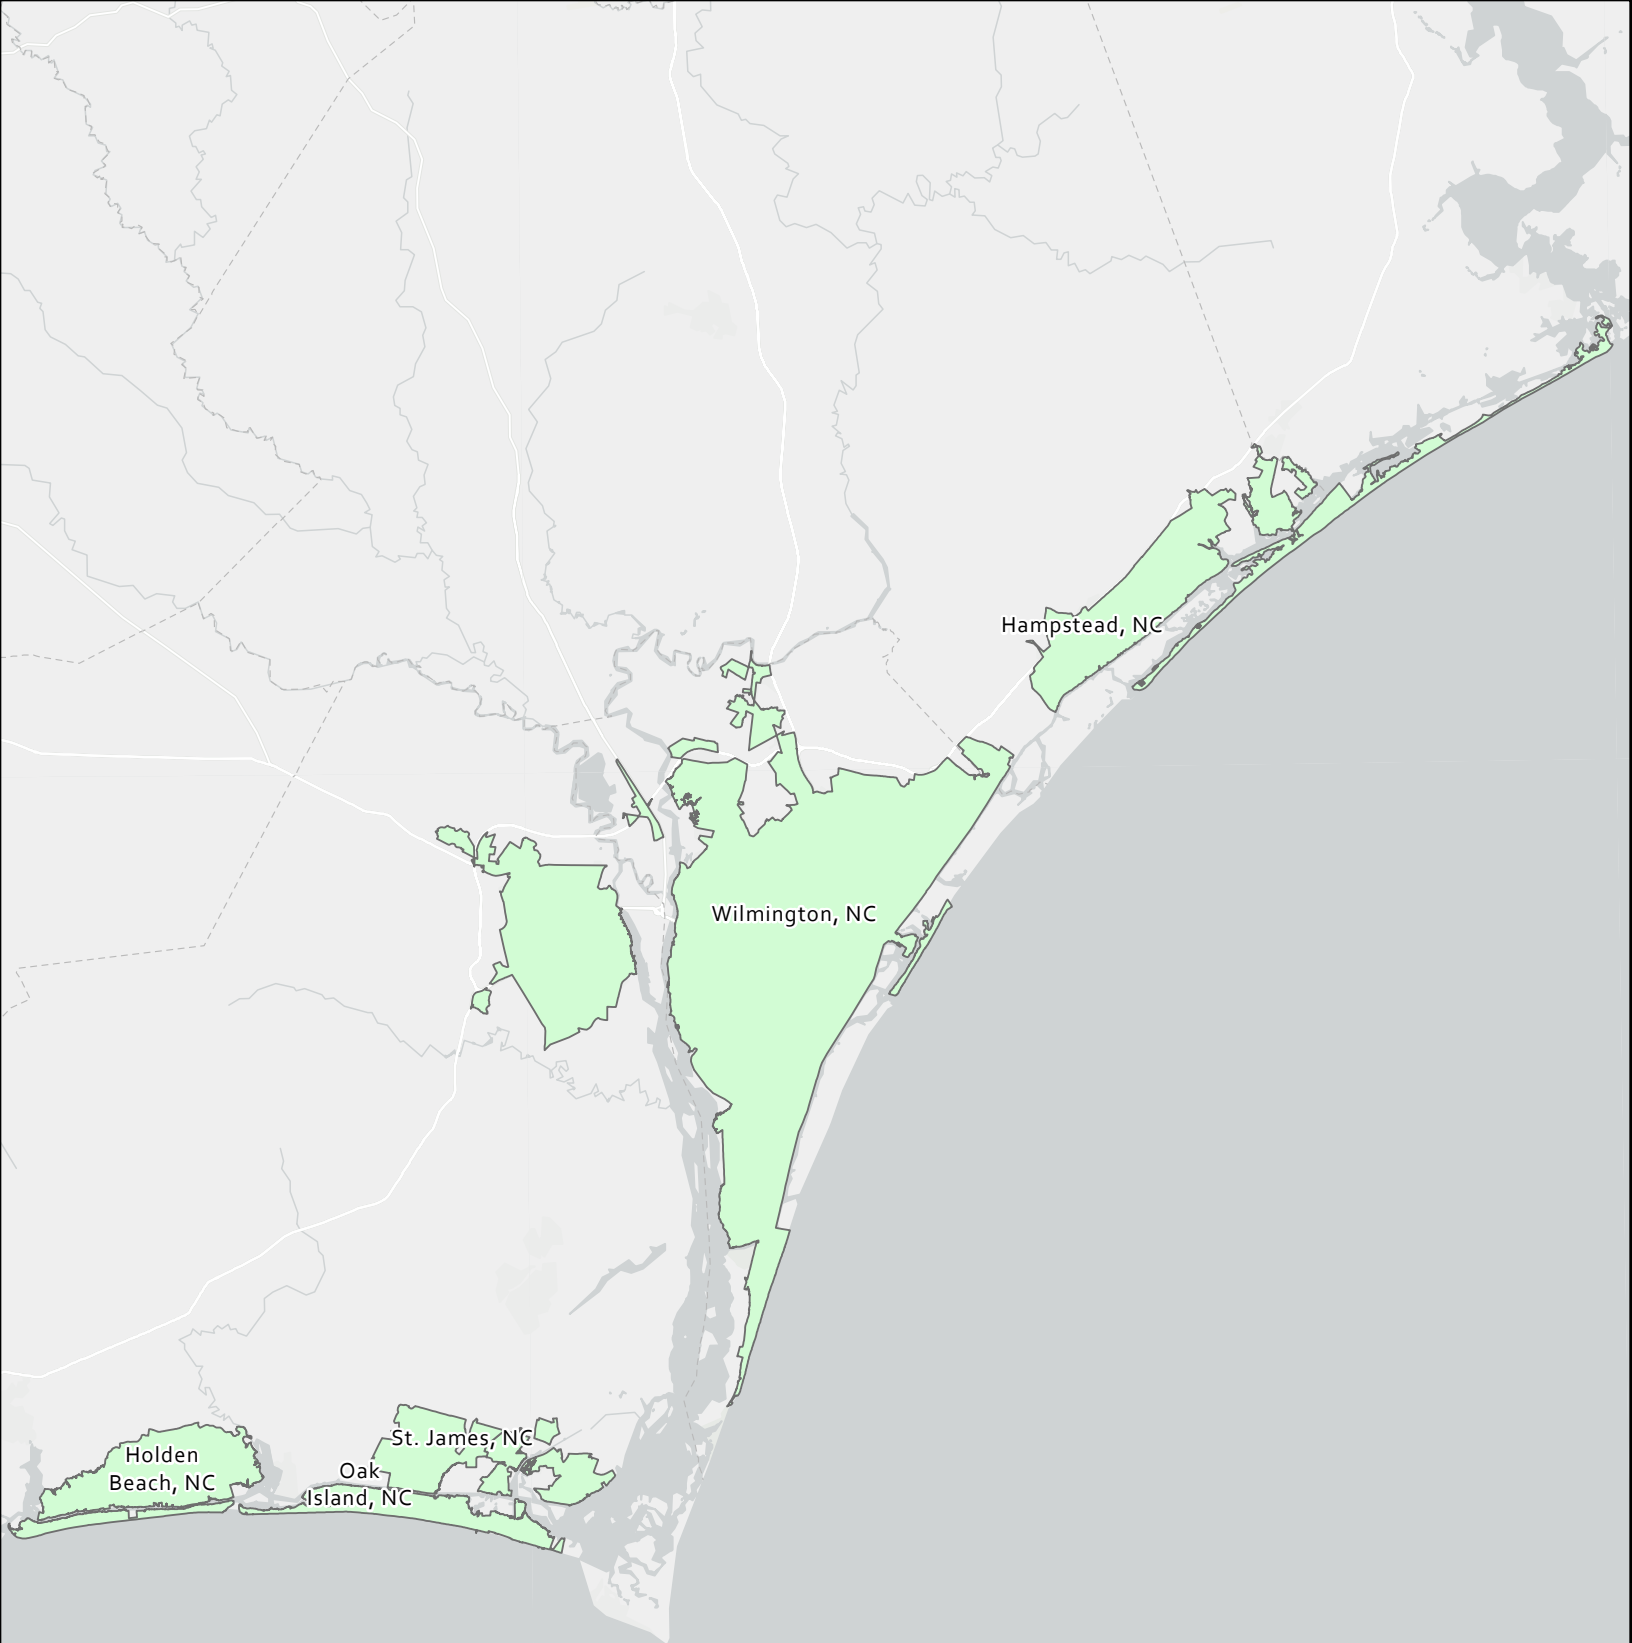 Hampstead, NC
Wilmington, NC
St. James, NC
Holden
Beach, NC
Oak
Island, NC